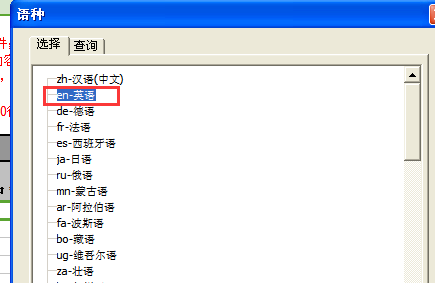 语种
选择 查询
zh-汉语(中文)
en-英语
de-德语
fr-法语
es-西班牙语
ja-日语
ru-俄语
mn-蒙古语
ar-阿拉伯语
fa-波斯语
bo-藏语
ug-维吾尔语
za-壮语